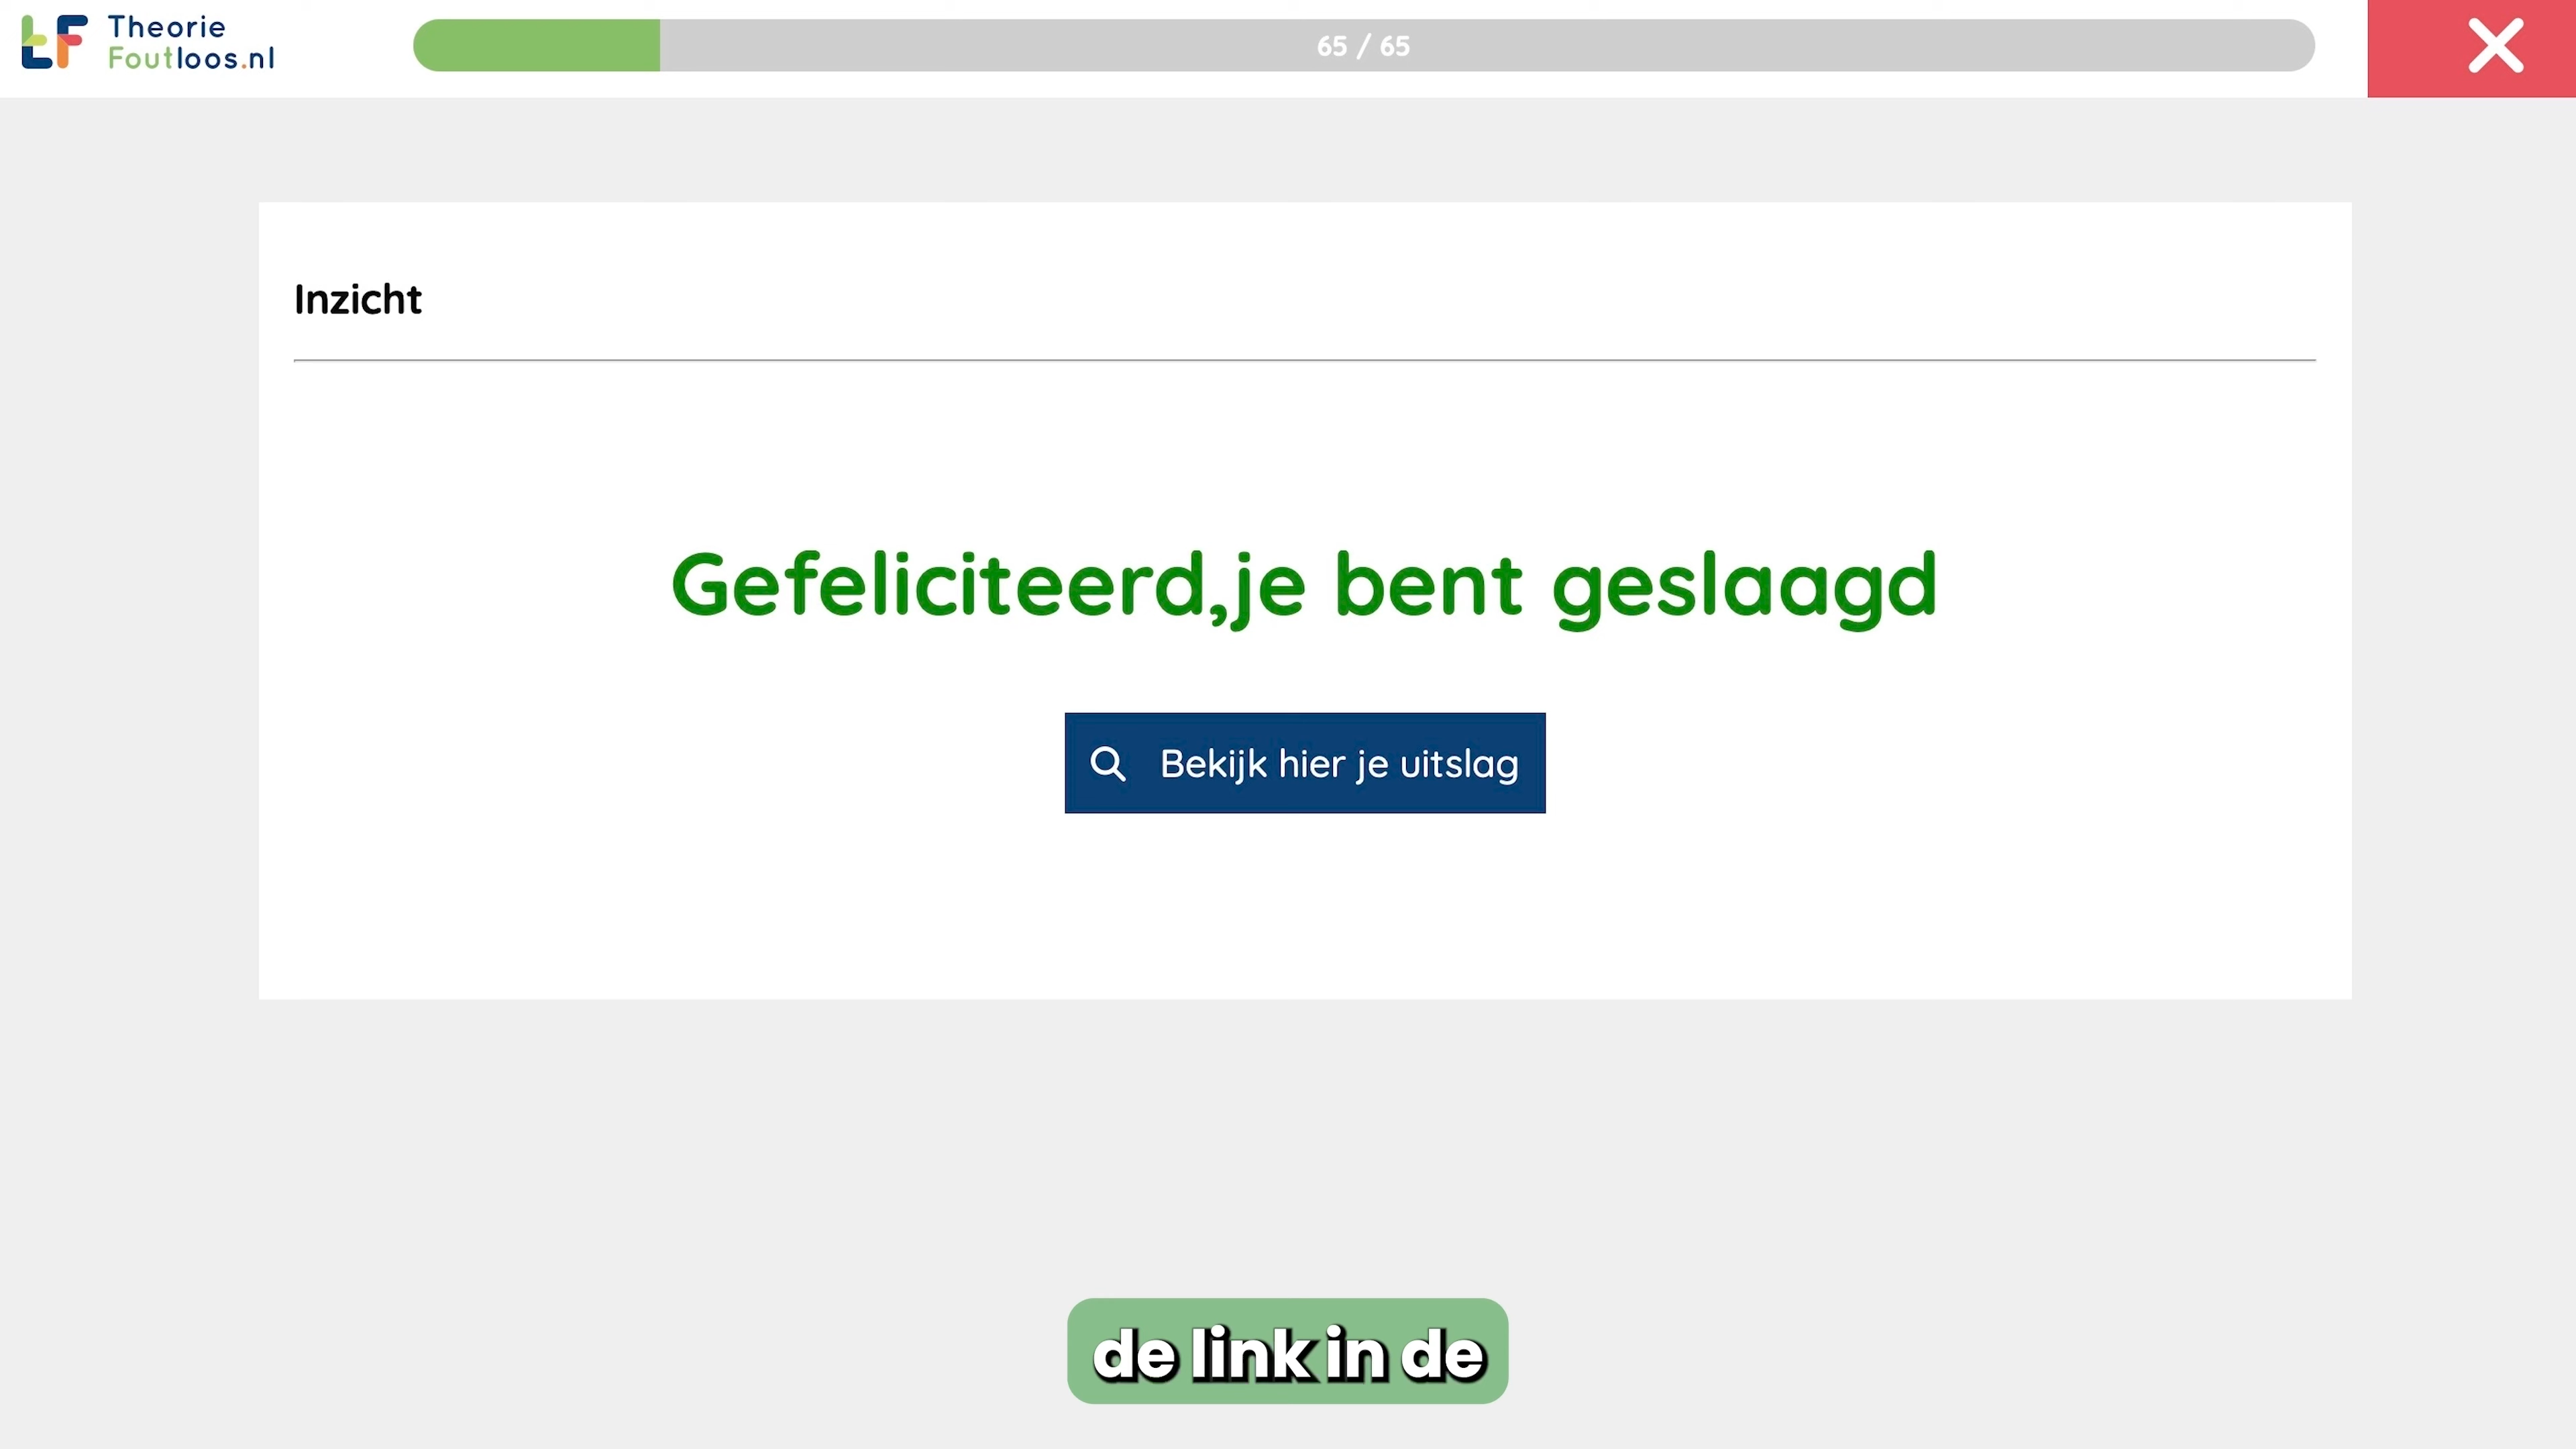 Theorie
Foutloos.nl
65 / 65
Inzicht
Gefeliciteerd,je bent geslaagd
Bekijk hier je uitslag
de link in de